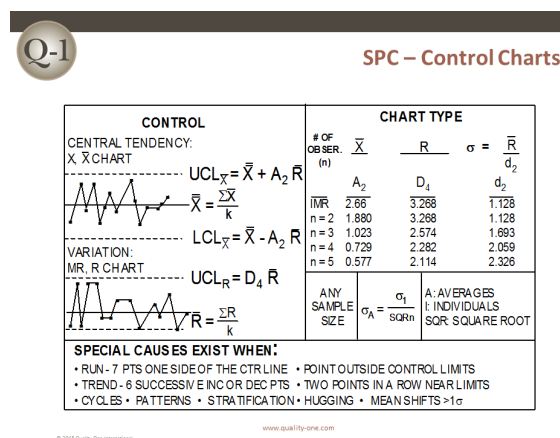 Q-1
SPC – Control Charts
CONTROL
CENTRAL TENDENCY:
X, X̅ CHART
UCLX̅ = X̿ + A2 R̅
X̿ = ΣX̅ / k
LCLX̅ = X̿ - A2 R̅
VARIATION:
MR, R CHART
UCLR = D4 R̅
R̅ = ΣR / k
CHART TYPE
# OF
OBSER.
(n)
X̅ R σ = R̅ / d2
A2 D4 d2
IMR 2.66 3.268 1.128
n = 2 1.880 3.268 1.128
n = 3 1.023 2.574 1.693
n = 4 0.729 2.282 2.059
n = 5 0.577 2.114 2.326
ANY
SAMPLE
SIZE
σA = σI / SQRn
A: AVERAGES
I: INDIVIDUALS
SQR: SQUARE ROOT
SPECIAL CAUSES EXIST WHEN:
• RUN - 7 PTS ONE SIDE OF THE CTR LINE • POINT OUTSIDE CONTROL LIMITS
• TREND - 6 SUCCESSIVE INC OR DEC PTS • TWO POINTS IN A ROW NEAR LIMITS
• CYCLES • PATTERNS • STRATIFICATION • HUGGING • MEAN SHIFTS >1σ
www.quality-one.com